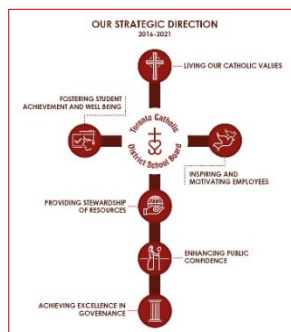 OUR STRATEGIC DIRECTION
2016-2021
LIVING OUR CATHOLIC VALUES
FOSTERING STUDENT
ACHIEVEMENT AND WELL BEING
Toronto Catholic
District School Board
INSPIRING AND
MOTIVATING EMPLOYEES
PROVIDING STEWARDSHIP
OF RESOURCES
ENHANCING PUBLIC
CONFIDENCE
ACHIEVING EXCELLENCE IN
GOVERNANCE